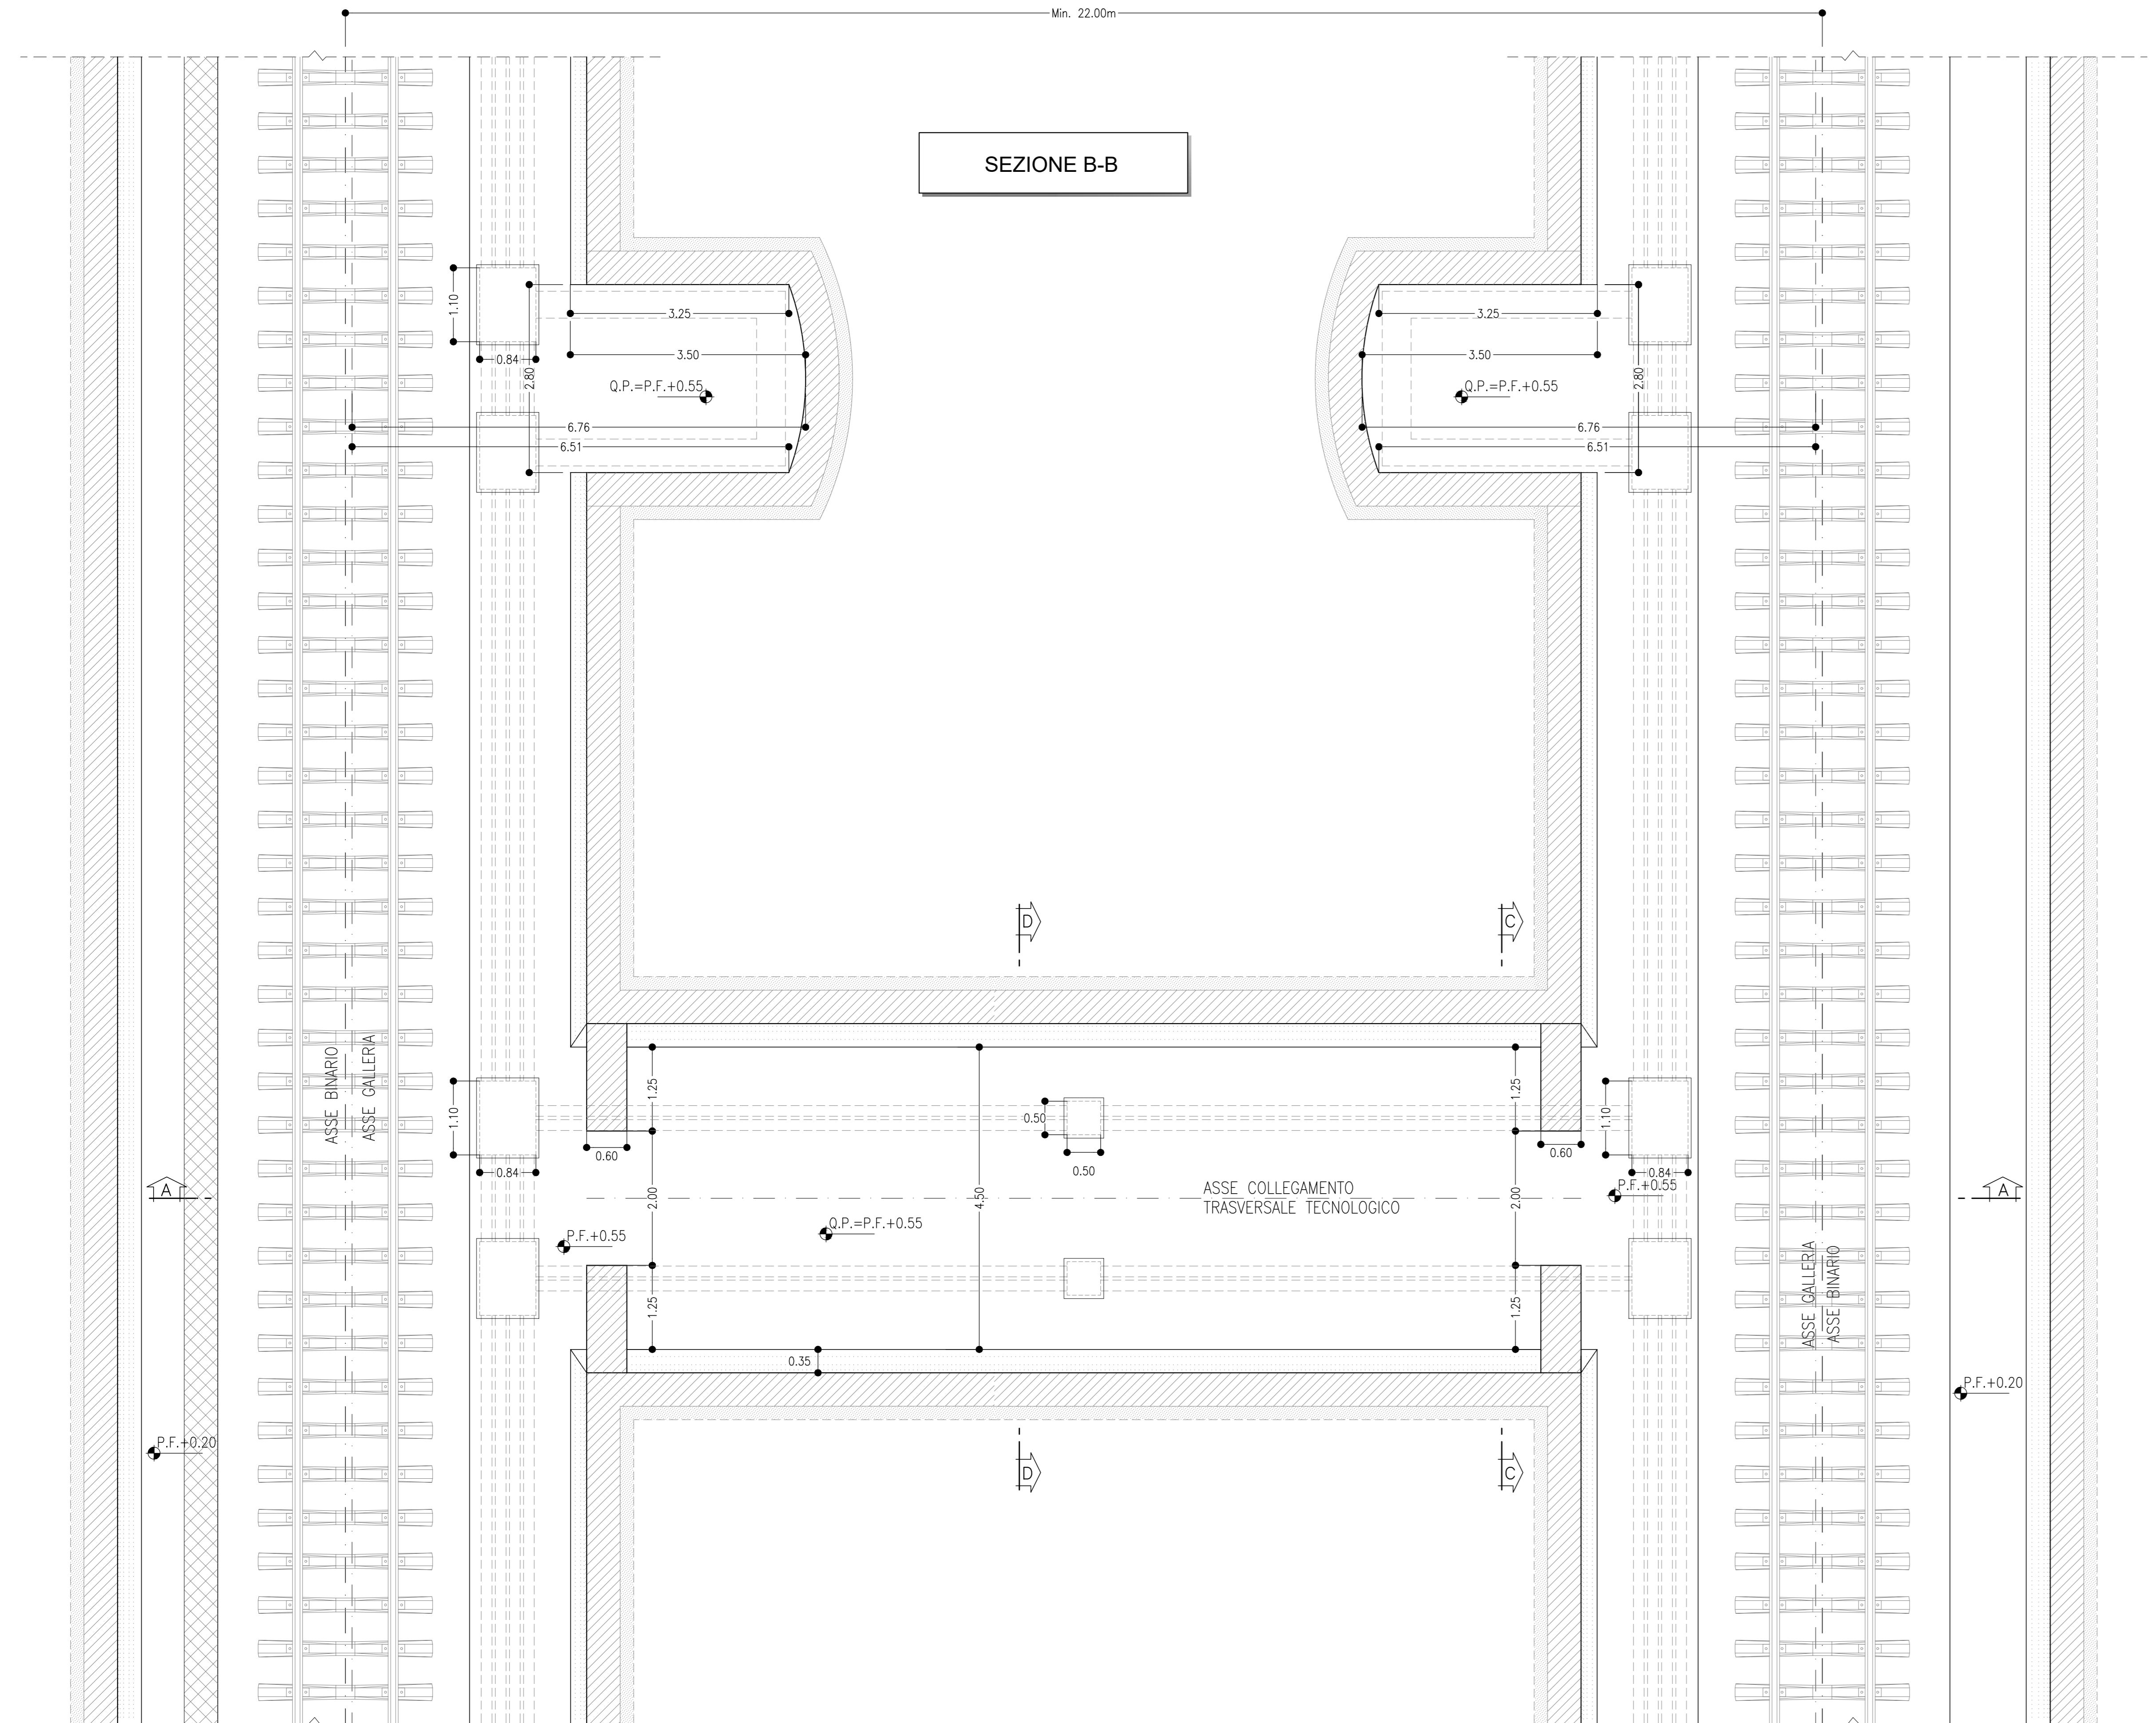 Min. 22.00m
SEZIONE B-B
1.10
0.84
2.80
3.25
3.50
Q.P.=P.F.+0.55
6.76
6.51
3.25
3.50
Q.P.=P.F.+0.55
2.80
6.76
6.51
D
C
ASSE BINARIO
ASSE GALLERIA
1.10
0.84
1.25
0.60
0.50
0.50
1.25
0.60
1.10
0.84
A
2.00
4.50
ASSE COLLEGAMENTO
TRASVERSALE TECNOLOGICO
2.00
P.F.+0.55
A
P.F.+0.55
Q.P.=P.F.+0.55
1.25
0.35
1.25
ASSE GALLERIA
ASSE BINARIO
P.F.+0.20
P.F.+0.20
D
C